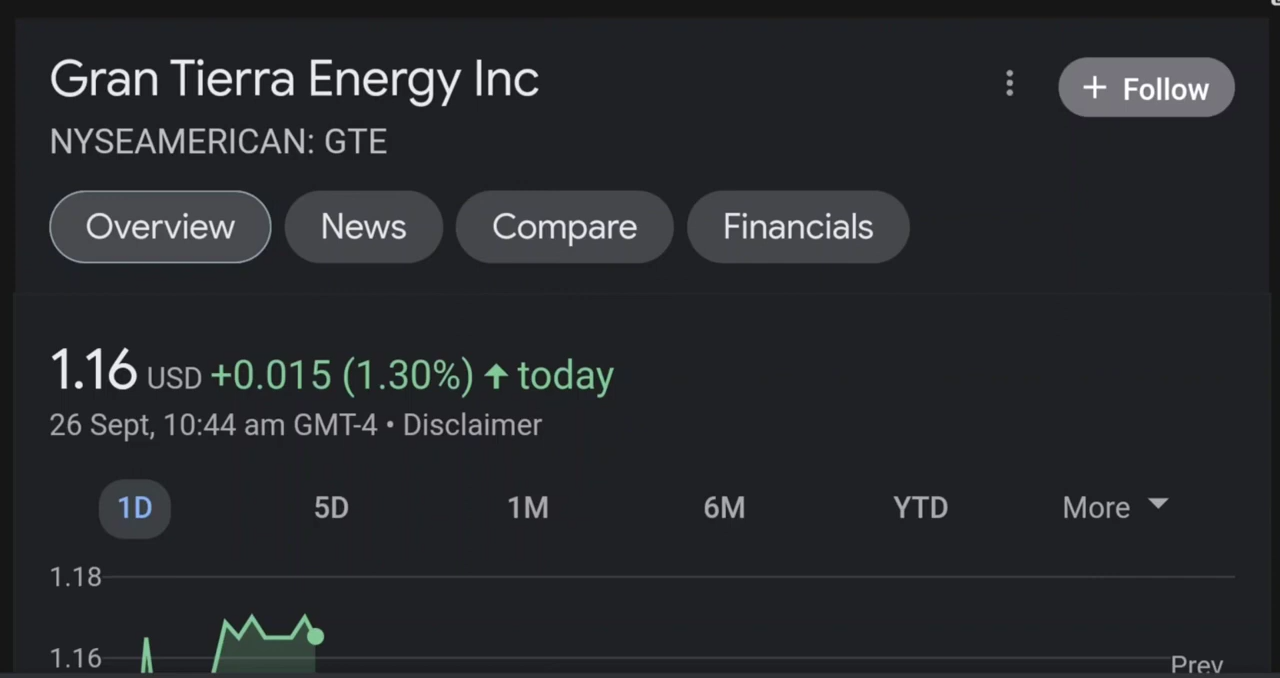 Gran Tierra Energy Inc
+ Follow
NYSEAMERICAN: GTE
Overview News Compare Financials
1.16 USD +0.015 (1.30%) ↑ today
26 Sept, 10:44 am GMT-4 • Disclaimer
1D 5D 1M 6M YTD More
1.18
1.16
Prev